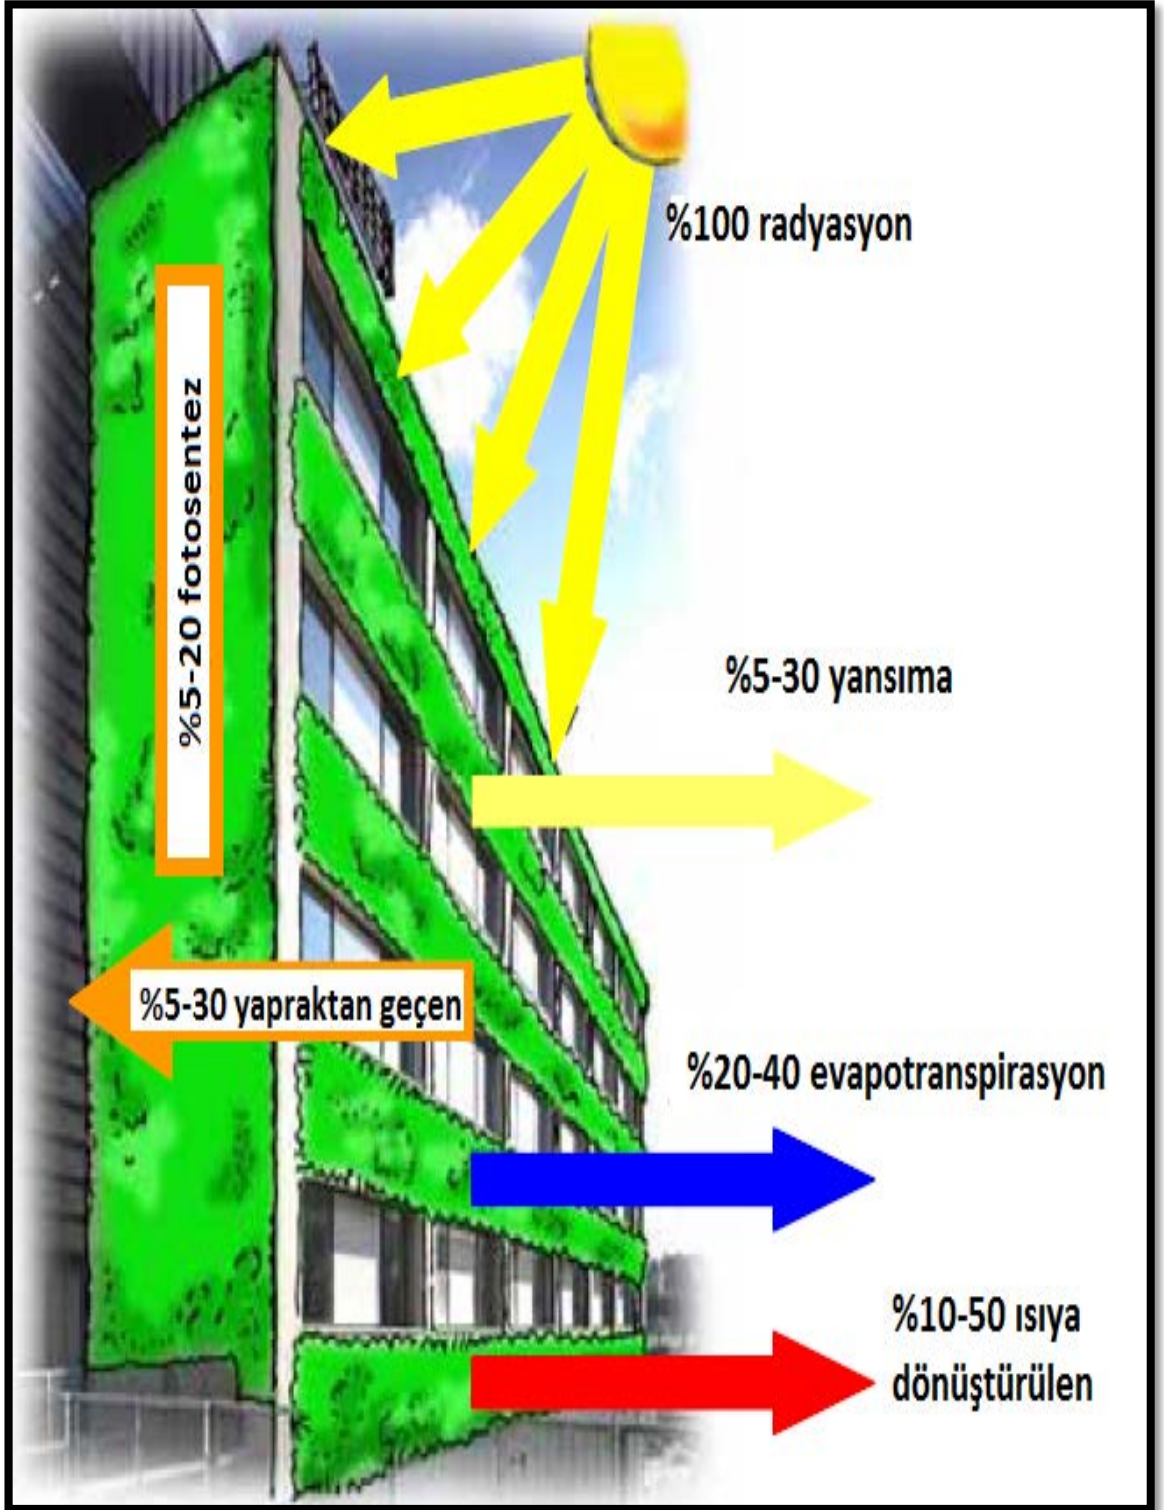 %100 radyasyon
%5-20 fotosentez
%5-30 yansıma
%5-30 yapraktan geçen
%20-40 evapotranspirasyon
%10-50 ısıya
dönüştürülen